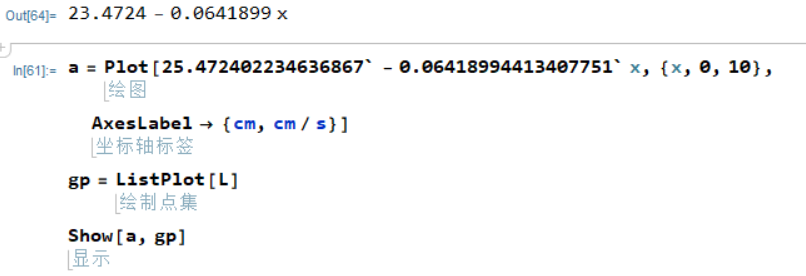 Out[64]= 23.4724 - 0.0641899 x
In[61]:= a = Plot[25.472402234636867` - 0.06418994413407751` x, {x, 0, 10},
绘图
AxesLabel → {cm, cm / s}]
坐标轴标签
gp = ListPlot[L]
绘制点集
Show[a, gp]
显示